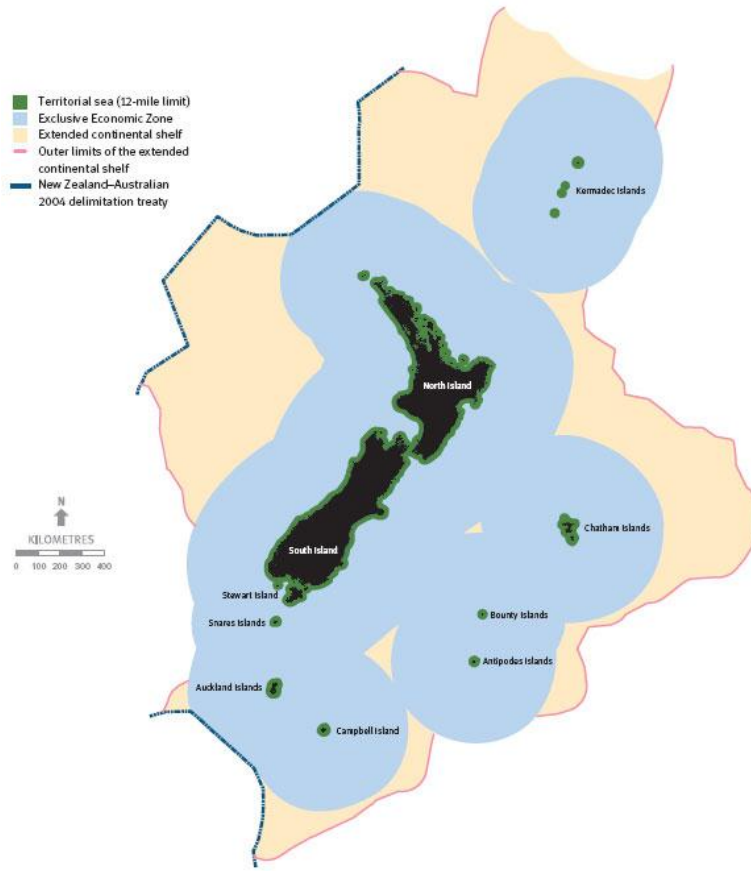 Territorial sea (12-mile limit)
Exclusive Economic Zone
Extended continental shelf
Outer limits of the extended
continental shelf
New Zealand–Australian
2004 delimitation treaty
Kermadec Islands
North Island
N
KILOMETRES
0 100 200 300 400
Chatham Islands
South Island
Stewart Island
Snares Islands
Bounty Islands
Antipodes Islands
Auckland Islands
Campbell Island